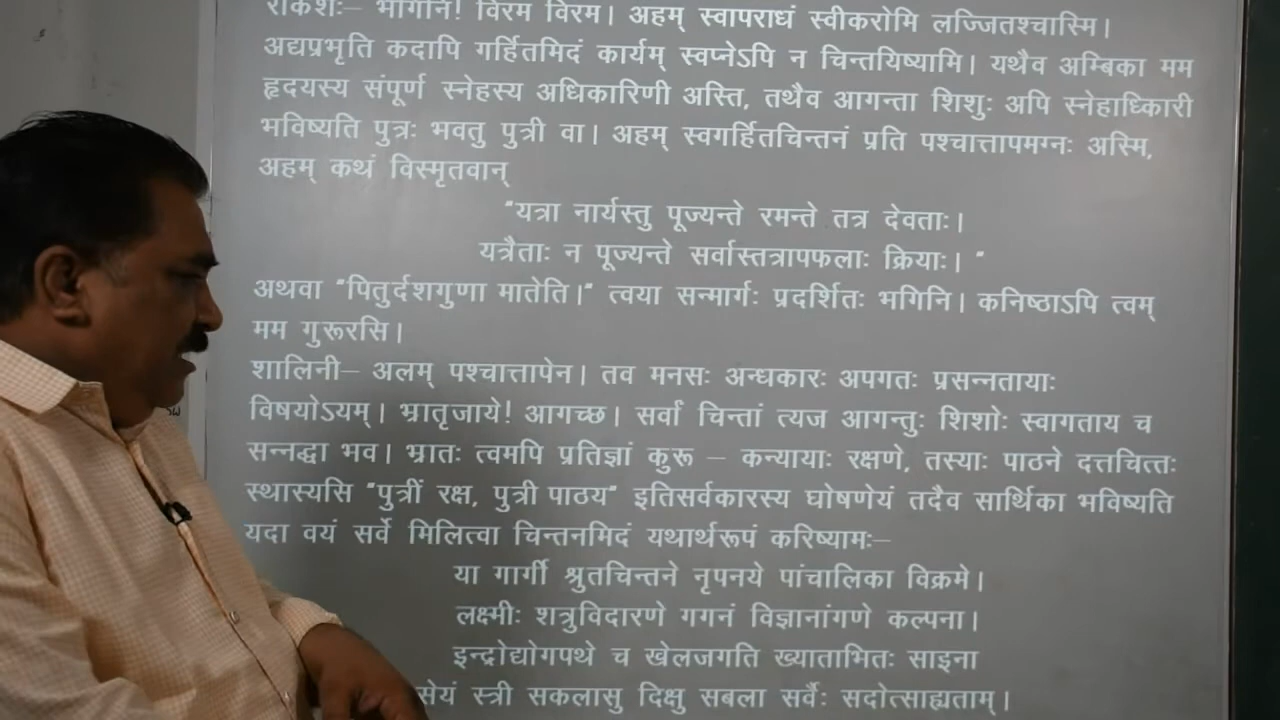 राकेशः– भगिनि! विरम विरम। अहम् स्वापराधं स्वीकरोमि लज्जितश्चास्मि।
अद्यप्रभृति कदापि गर्हितमिदं कार्यम् स्वप्नेऽपि न चिन्तयिष्यामि। यथैव अम्बिका मम
हृदयस्य संपूर्ण स्नेहस्य अधिकारिणी अस्ति, तथैव आगन्ता शिशुः अपि स्नेहाध्किारी
भविष्यति पुत्रः भवतु पुत्री वा। अहम् स्वगर्हितचिन्तनं प्रति पश्चात्तापमग्नः अस्मि,
अहम् कथं विस्मृतवान्
"यत्रा नार्यस्तु पूज्यन्ते रमन्ते तत्र देवताः।
यत्रैताः न पूज्यन्ते सर्वास्तत्रापफलाः क्रियाः। "
अथवा "पितुर्दशगुणा मातेति।" त्वया सन्मार्गः प्रदर्शितः भगिनि। कनिष्ठाऽपि त्वम्
मम गुरूरसि।
शालिनी– अलम् पश्चात्तापेन। तव मनसः अन्धकारः अपगतः प्रसन्नतायाः
विषयोऽयम्। भ्रातृजाये! आगच्छ। सर्वां चिन्तां त्यज आगन्तुः शिशोः स्वागताय च
सन्नद्धा भव। भ्रातः त्वमपि प्रतिज्ञां कुरू – कन्यायाः रक्षणे, तस्याः पाठने दत्तचित्तः
स्थास्यसि "पुत्रीं रक्ष, पुत्री पाठय" इतिसर्वकारस्य घोषणेयं तदैव सार्थिका भविष्यति
यदा वयं सर्वे मिलित्वा चिन्तनमिदं यथार्थरूपं करिष्यामः–
या गार्गी श्रुतचिन्तने नृपनये पांचालिका विक्रमे।
लक्ष्मीः शत्रुविदारणे गगनं विज्ञानांगणे कल्पना।
इन्द्रोद्योगपथे च खेलजगति ख्याताभितः साइना
सेयं स्त्री सकलासु दिक्षु सबला सर्वैः सदोत्साह्यताम्।